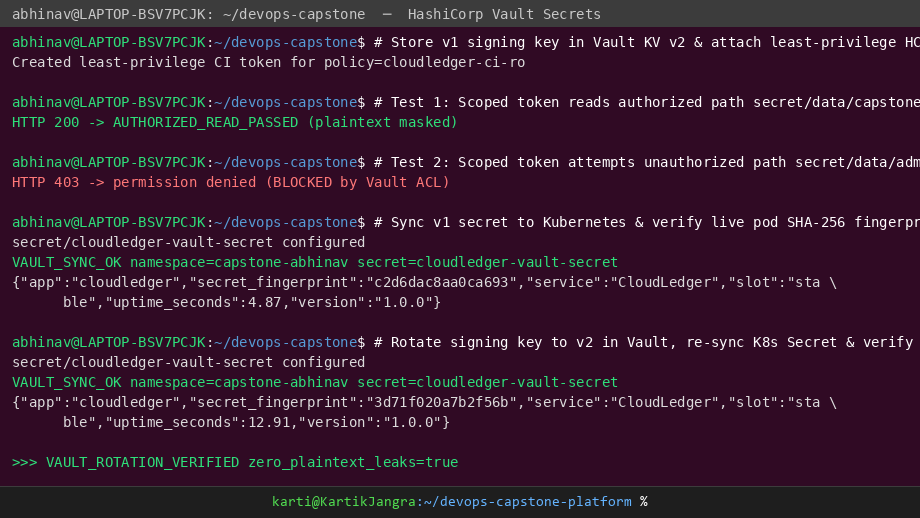 abhinav@LAPTOP-BSV7PCJK: ~/devops-capstone — HashiCorp Vault Secrets
abhinav@LAPTOP-BSV7PCJK:~/devops-capstone$ # Store v1 signing key in Vault KV v2 & attach least-privilege HC
Created least-privilege CI token for policy=cloudledger-ci-ro
abhinav@LAPTOP-BSV7PCJK:~/devops-capstone$ # Test 1: Scoped token reads authorized path secret/data/capstone
HTTP 200 -> AUTHORIZED_READ_PASSED (plaintext masked)
abhinav@LAPTOP-BSV7PCJK:~/devops-capstone$ # Test 2: Scoped token attempts unauthorized path secret/data/adm
HTTP 403 -> permission denied (BLOCKED by Vault ACL)
abhinav@LAPTOP-BSV7PCJK:~/devops-capstone$ # Sync v1 secret to Kubernetes & verify live pod SHA-256 fingerpr
secret/cloudledger-vault-secret configured
VAULT_SYNC_OK namespace=capstone-abhinav secret=cloudledger-vault-secret
{"app":"cloudledger","secret_fingerprint":"c2d6dac8aa0ca693","service":"CloudLedger","slot":"sta \
ble","uptime_seconds":4.87,"version":"1.0.0"}
abhinav@LAPTOP-BSV7PCJK:~/devops-capstone$ # Rotate signing key to v2 in Vault, re-sync K8s Secret & verify
secret/cloudledger-vault-secret configured
VAULT_SYNC_OK namespace=capstone-abhinav secret=cloudledger-vault-secret
{"app":"cloudledger","secret_fingerprint":"3d71f020a7b2f56b","service":"CloudLedger","slot":"sta \
ble","uptime_seconds":12.91,"version":"1.0.0"}
>>> VAULT_ROTATION_VERIFIED zero_plaintext_leaks=true
karti@KartikJangra:~/devops-capstone-platform %